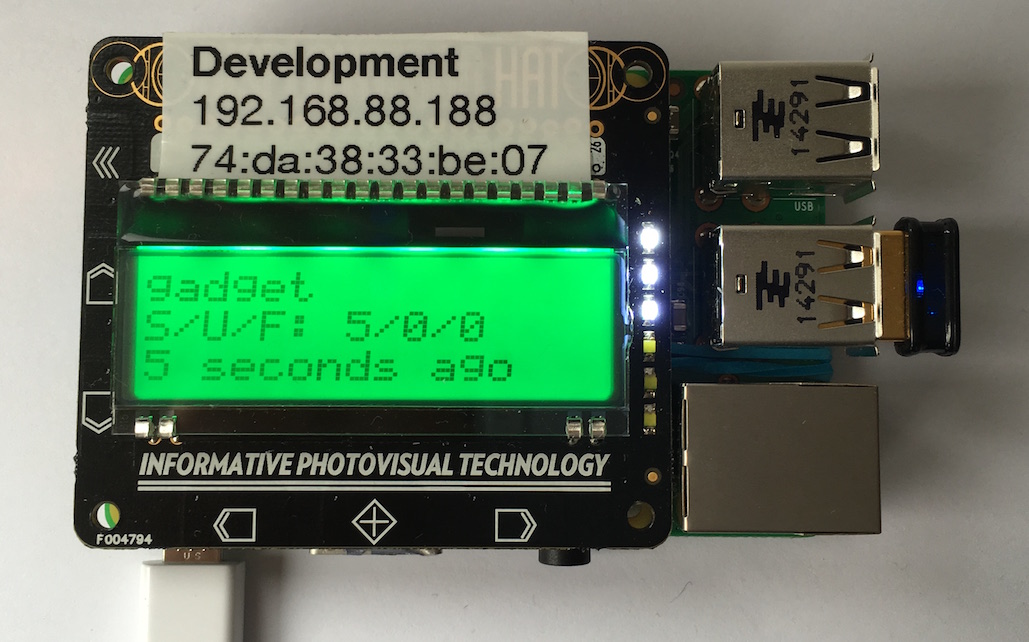 Development
HAT
192.168.88.188
74:da:38:33:be:07
14291
USB
14291
gadget
S/U/F: 5/0/0
5 seconds ago
INFORMATIVE PHOTOVISUAL TECHNOLOGY
F004794